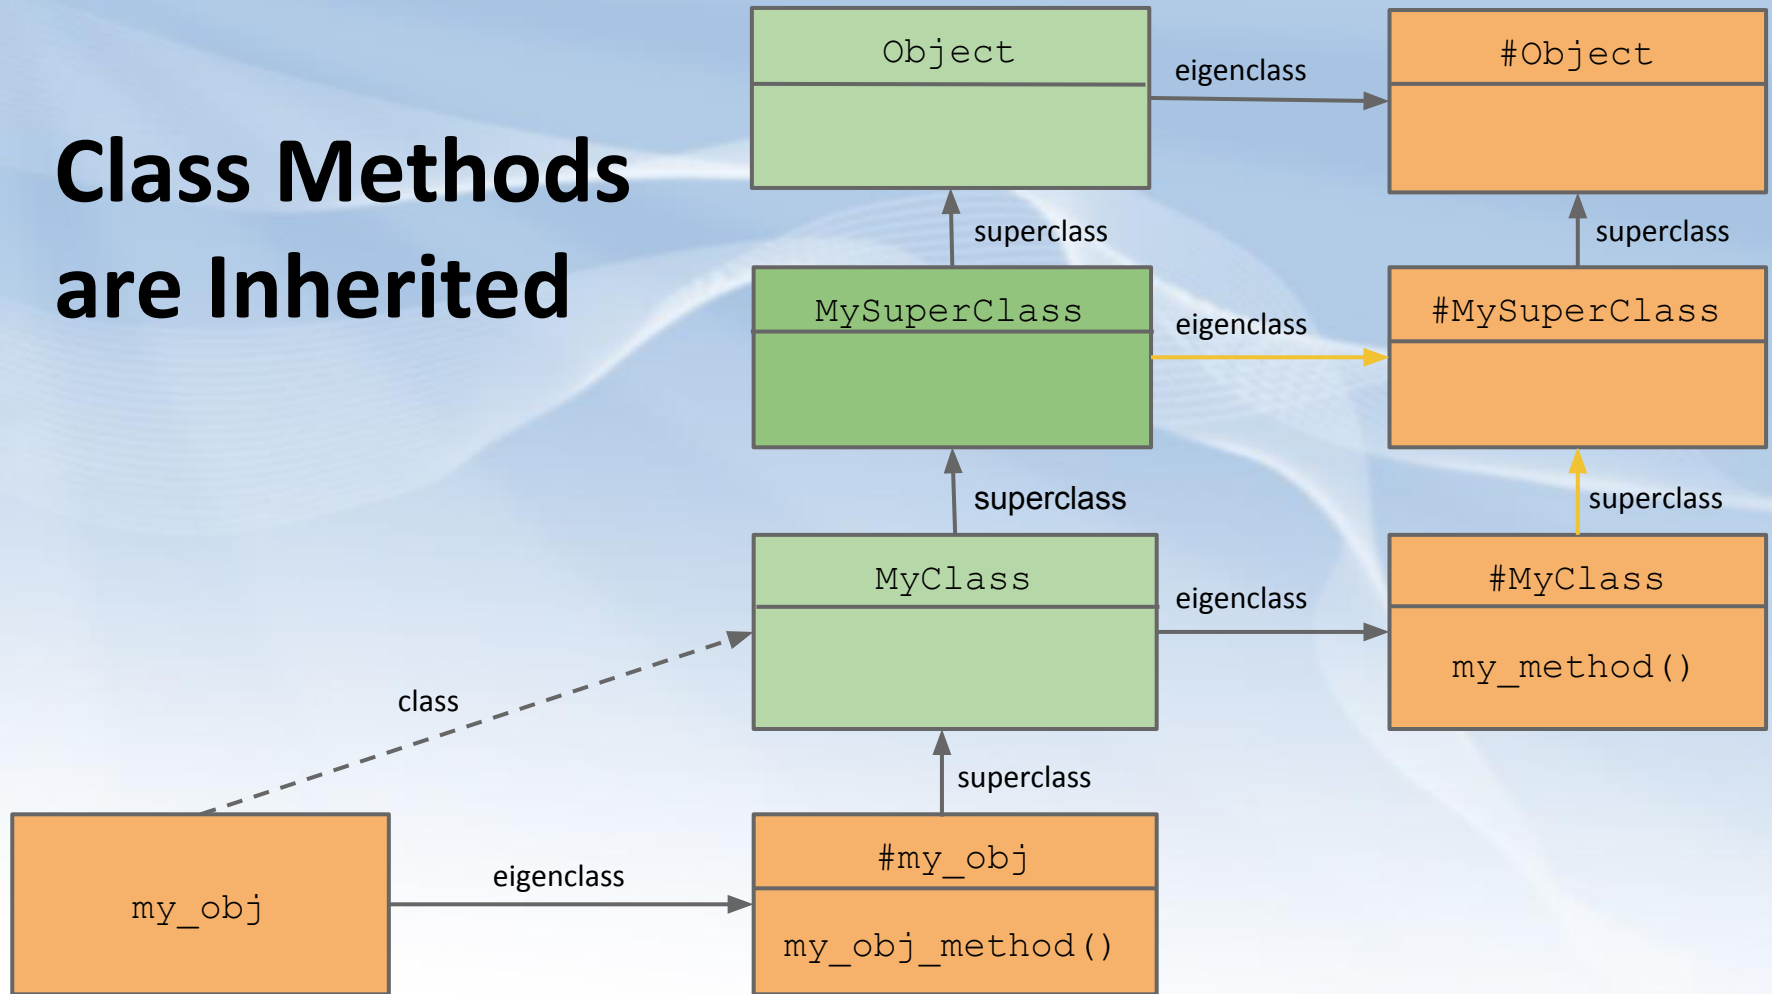 Class Methods
are Inherited
Object
eigenclass
#Object
superclass
superclass
MySuperClass
eigenclass
#MySuperClass
superclass
superclass
MyClass
eigenclass
#MyClass
my_method()
class
superclass
my_obj
eigenclass
#my_obj
my_obj_method()